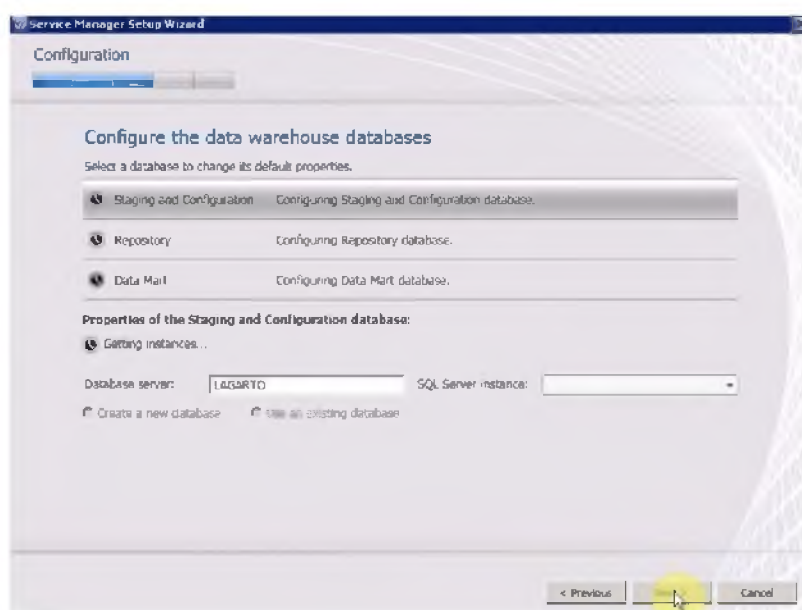 Service Manager Setup Wizard
Configuration
Configure the data warehouse databases
Select a database to change its default properties.
Staging and Configuration Configuring Staging and Configuration database.
Repository Configuring Repository database.
Data Mart Configuring Data Mart database.
Properties of the Staging and Configuration database:
Getting instances...
Database server: LAGARTO SQL Server instance:
Create a new database Use an existing database
< Previous Cancel